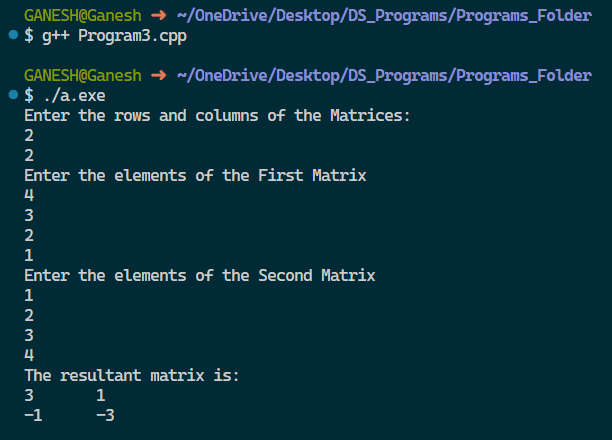 GANESH@Ganesh → ~/OneDrive/Desktop/DS_Programs/Programs_Folder
$ g++ Program3.cpp
GANESH@Ganesh → ~/OneDrive/Desktop/DS_Programs/Programs_Folder
$ ./a.exe
Enter the rows and columns of the Matrices:
2
2
Enter the elements of the First Matrix
4
3
2
1
Enter the elements of the Second Matrix
1
2
3
4
The resultant matrix is:
3 1
-1 -3